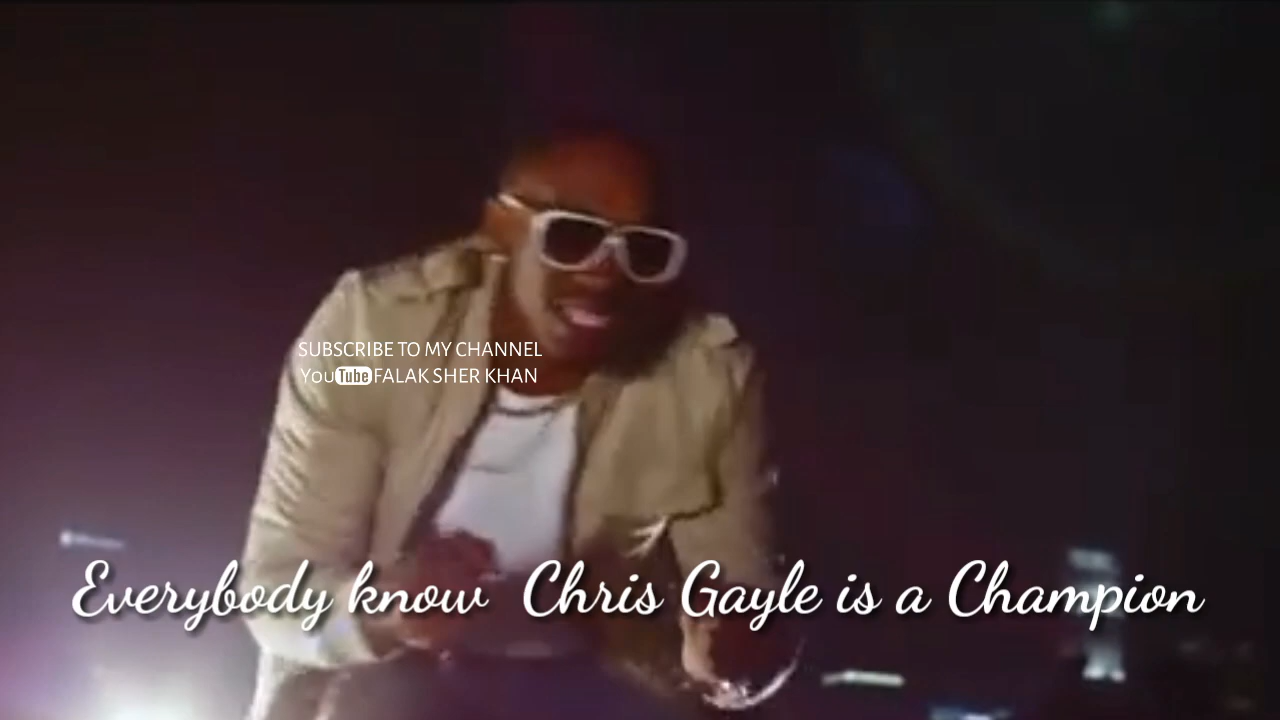 SUBSCRIBE TO MY CHANNEL
YouTube FALAK SHER KHAN
Everybody know Chris Gayle is a Champion